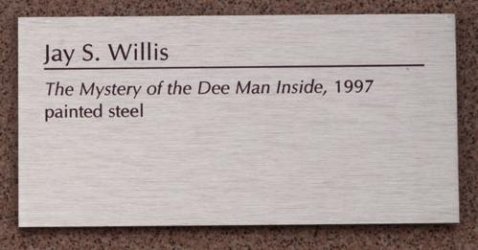 Jay S. Willis
The Mystery of the Dee Man Inside, 1997
painted steel